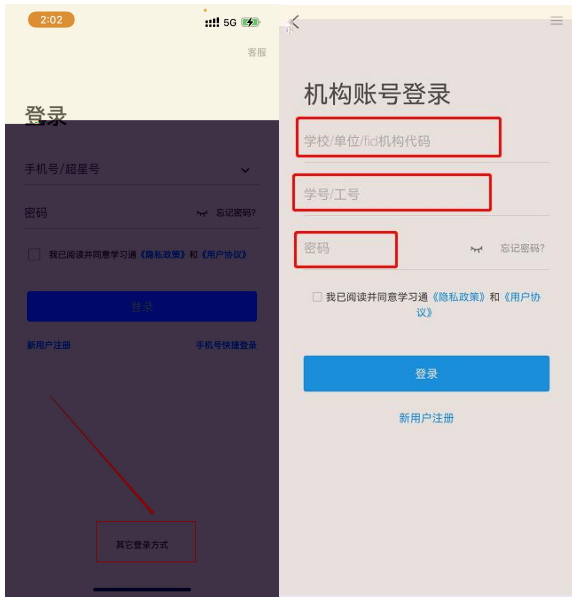 2:02
5G
客服
登录
手机号/超星号
密码
忘记密码?
我已阅读并同意学习通《隐私政策》和《用户协议》
登录
新用户注册
手机号快捷登录
其它登录方式
机构账号登录
学校/单位/fid机构代码
学号/工号
密码
忘记密码?
我已阅读并同意学习通《隐私政策》和《用户协
议》
登录
新用户注册